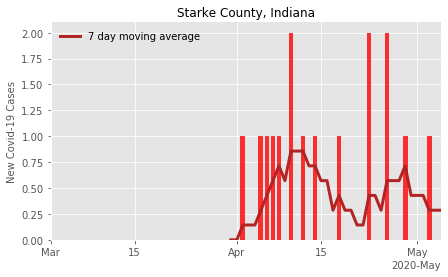 Starke County, Indiana
7 day moving average
New Covid-19 Cases
2.00
1.75
1.50
1.25
1.00
0.75
0.50
0.25
0.00
Mar 15 Apr 15 May
2020-May